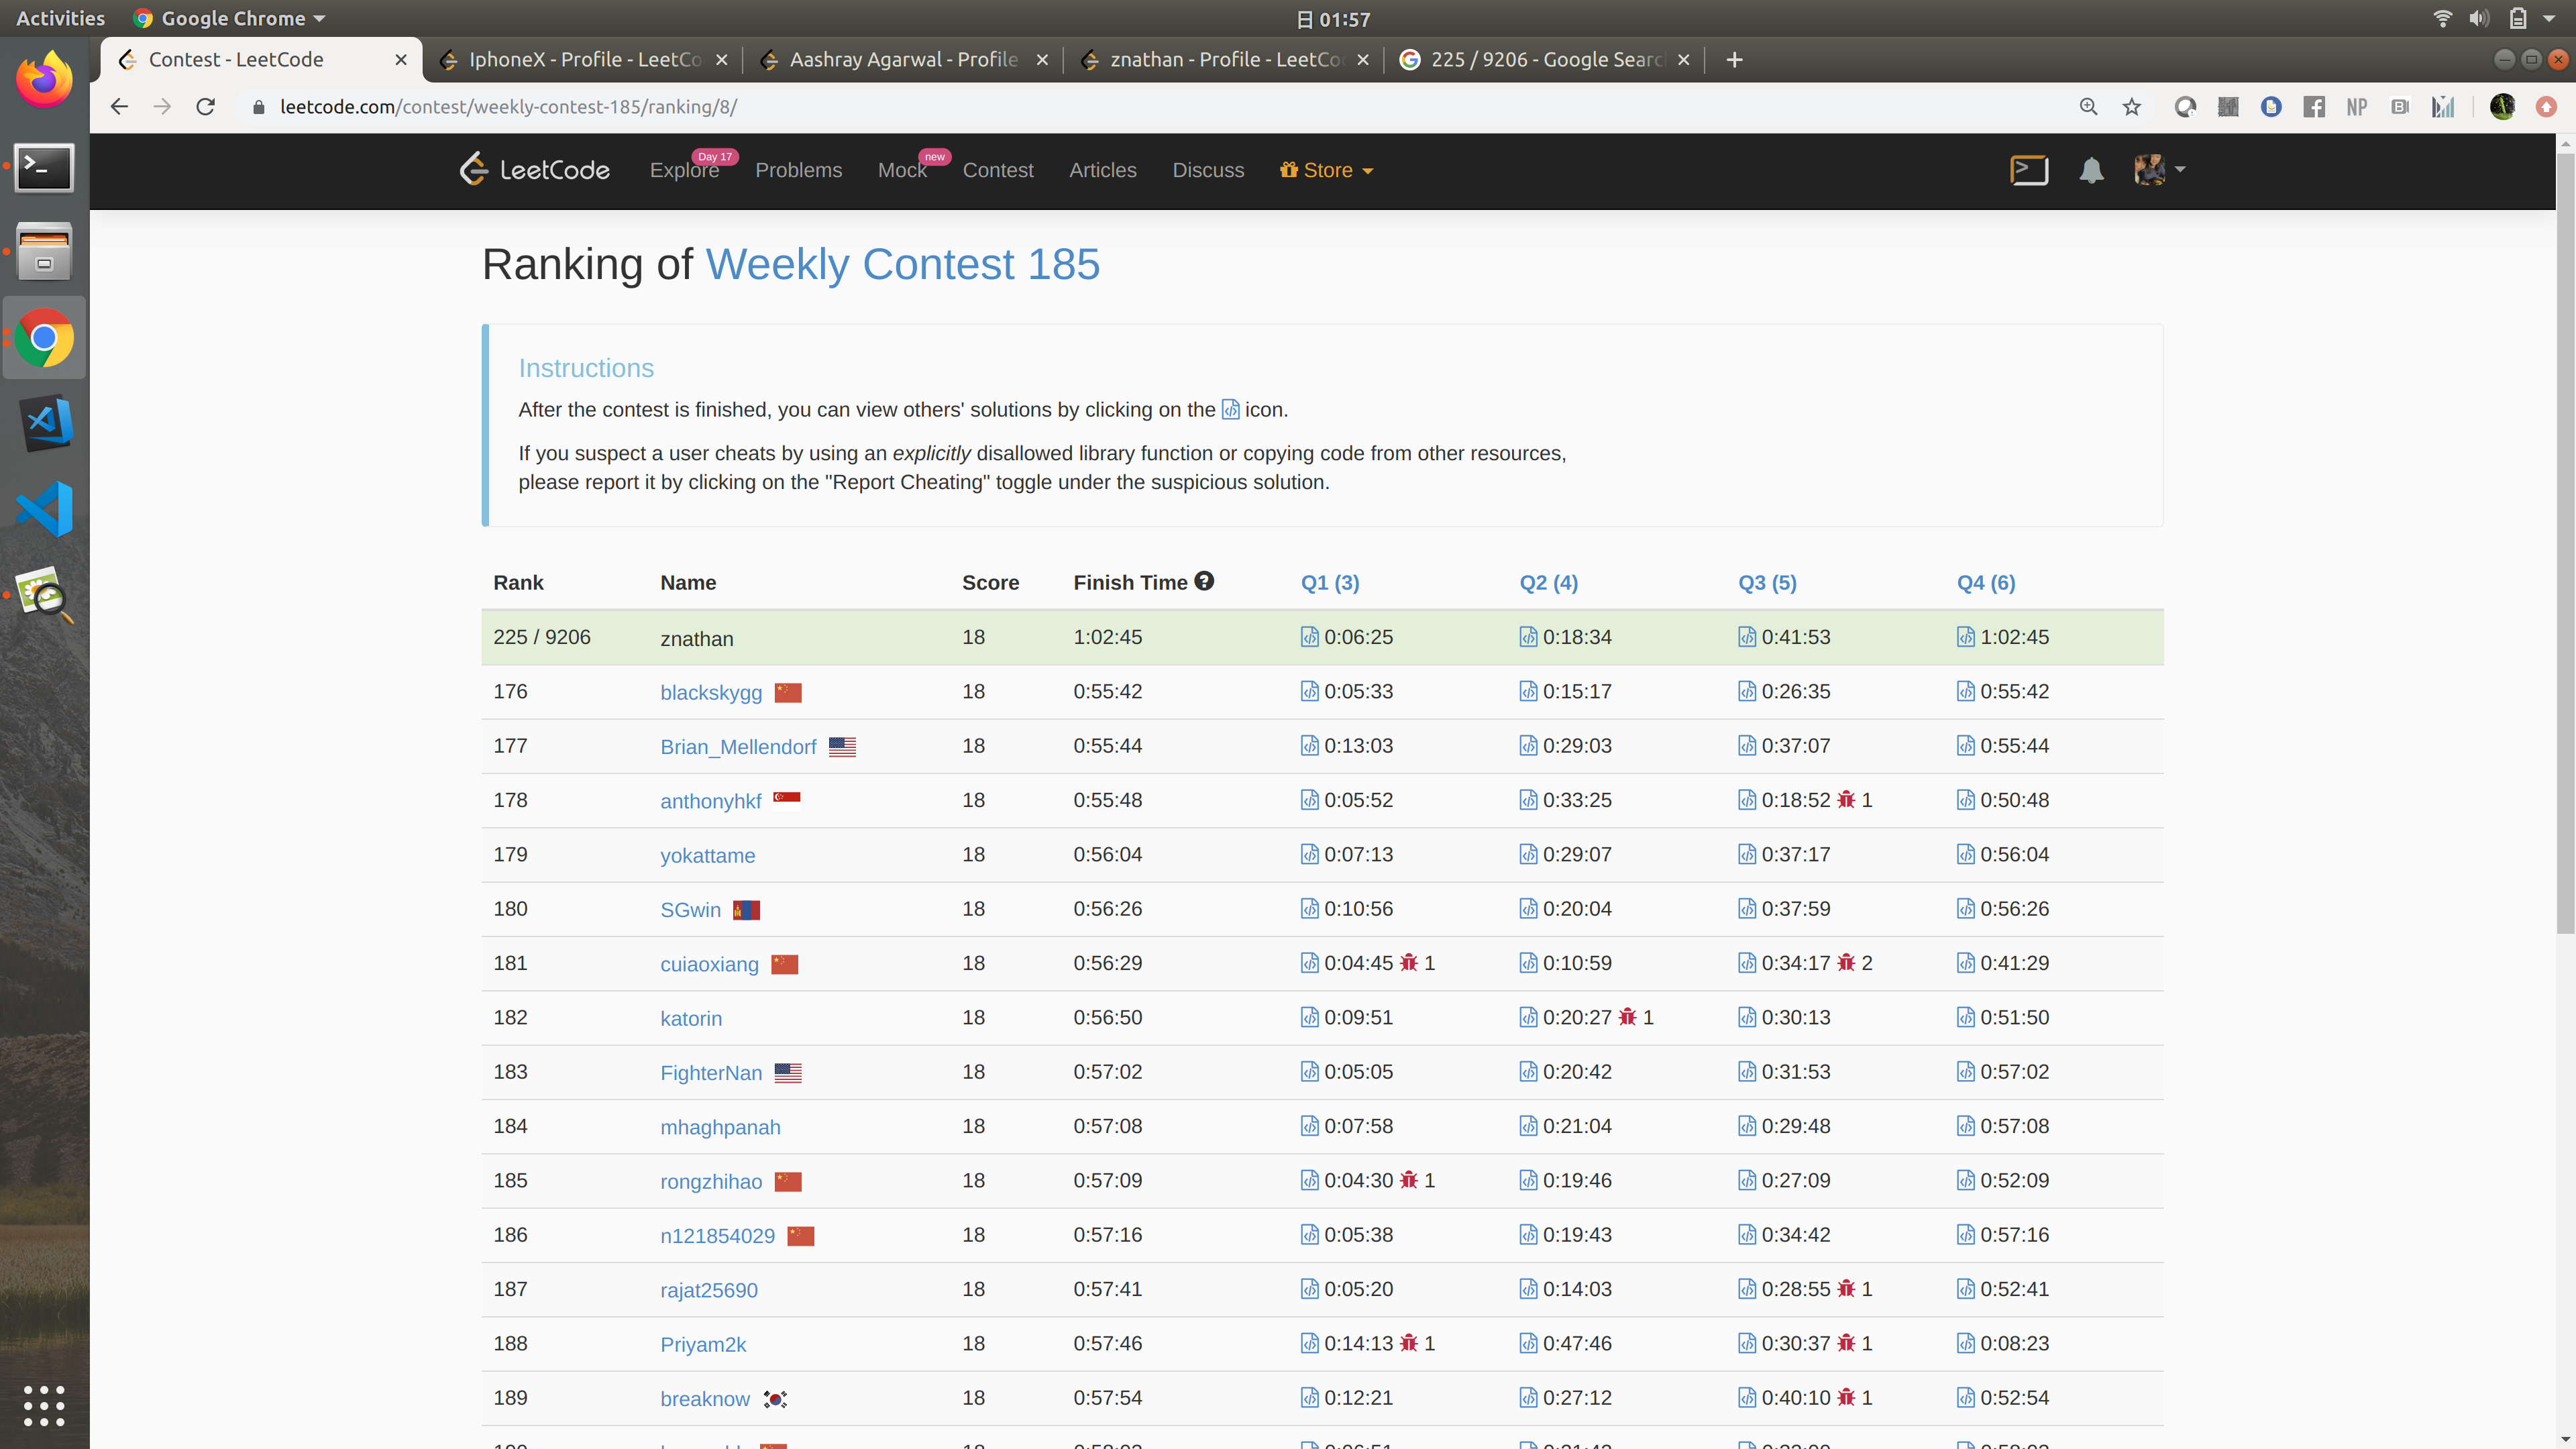 Activities Google Chrome 日 01:57
Contest - LeetCode IphoneX - Profile - LeetCo Aashray Agarwal - Profile znathan - Profile - LeetCo 225 / 9206 - Google Searc
leetcode.com/contest/weekly-contest-185/ranking/8/ NP B
LeetCode Explore Day 17 Problems Mock new Contest Articles Discuss Store
Ranking of Weekly Contest 185
Instructions
After the contest is finished, you can view others' solutions by clicking on the icon.
If you suspect a user cheats by using an explicitly disallowed library function or copying code from other resources,
please report it by clicking on the "Report Cheating" toggle under the suspicious solution.
Rank Name Score Finish Time Q1 (3) Q2 (4) Q3 (5) Q4 (6)
225 / 9206 znathan 18 1:02:45 0:06:25 0:18:34 0:41:53 1:02:45
176 blackskygg 18 0:55:42 0:05:33 0:15:17 0:26:35 0:55:42
177 Brian_Mellendorf 18 0:55:44 0:13:03 0:29:03 0:37:07 0:55:44
178 anthonyhkf 18 0:55:48 0:05:52 0:33:25 0:18:52 1 0:50:48
179 yokattame 18 0:56:04 0:07:13 0:29:07 0:37:17 0:56:04
180 SGwin 18 0:56:26 0:10:56 0:20:04 0:37:59 0:56:26
181 cuiaoxiang 18 0:56:29 0:04:45 1 0:10:59 0:34:17 2 0:41:29
182 katorin 18 0:56:50 0:09:51 0:20:27 1 0:30:13 0:51:50
183 FighterNan 18 0:57:02 0:05:05 0:20:42 0:31:53 0:57:02
184 mhaghpanah 18 0:57:08 0:07:58 0:21:04 0:29:48 0:57:08
185 rongzhihao 18 0:57:09 0:04:30 1 0:19:46 0:27:09 0:52:09
186 n121854029 18 0:57:16 0:05:38 0:19:43 0:34:42 0:57:16
187 rajat25690 18 0:57:41 0:05:20 0:14:03 0:28:55 1 0:52:41
188 Priyam2k 18 0:57:46 0:14:13 1 0:47:46 0:30:37 1 0:08:23
189 breaknow 18 0:57:54 0:12:21 0:27:12 0:40:10 1 0:52:54